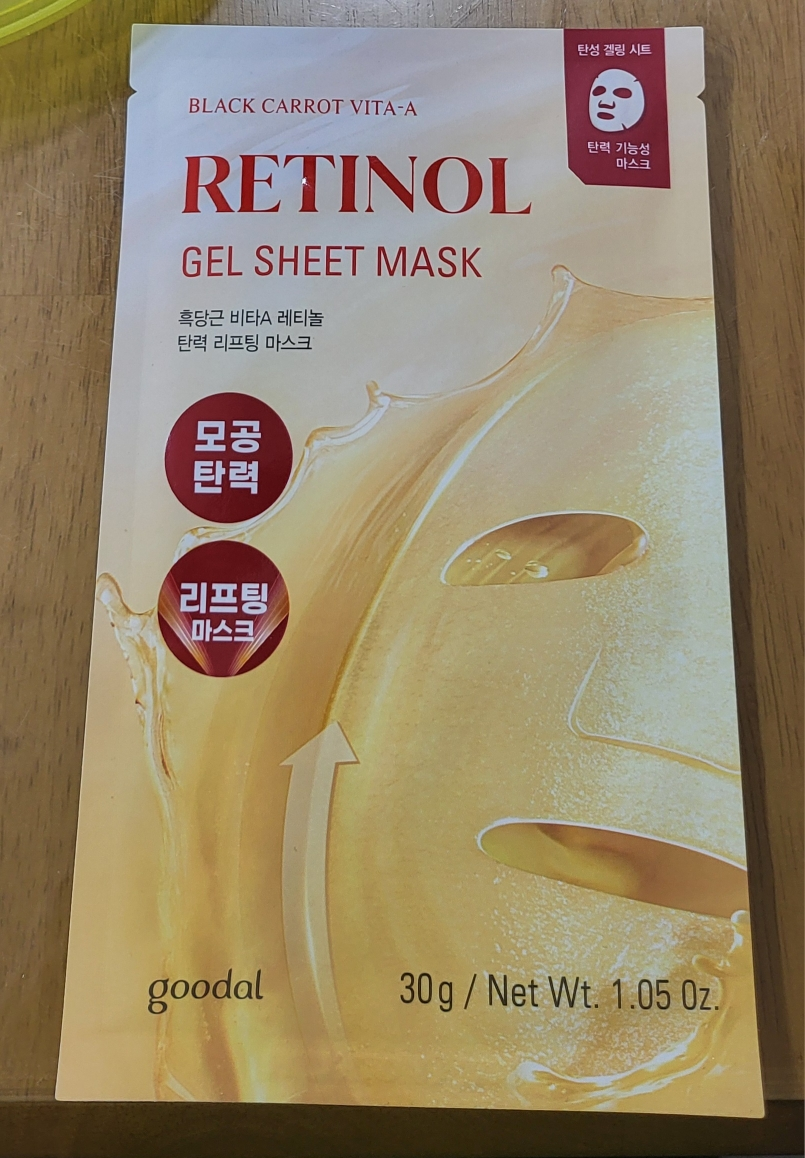 탄성 겔링 시트
탄력 기능성
마스크
BLACK CARROT VITA-A
RETINOL
GEL SHEET MASK
흑당근 비타A 레티놀
탄력 리프팅 마스크
모공
탄력
리프팅
마스크
goodal
30g / Net Wt. 1.05 Oz.